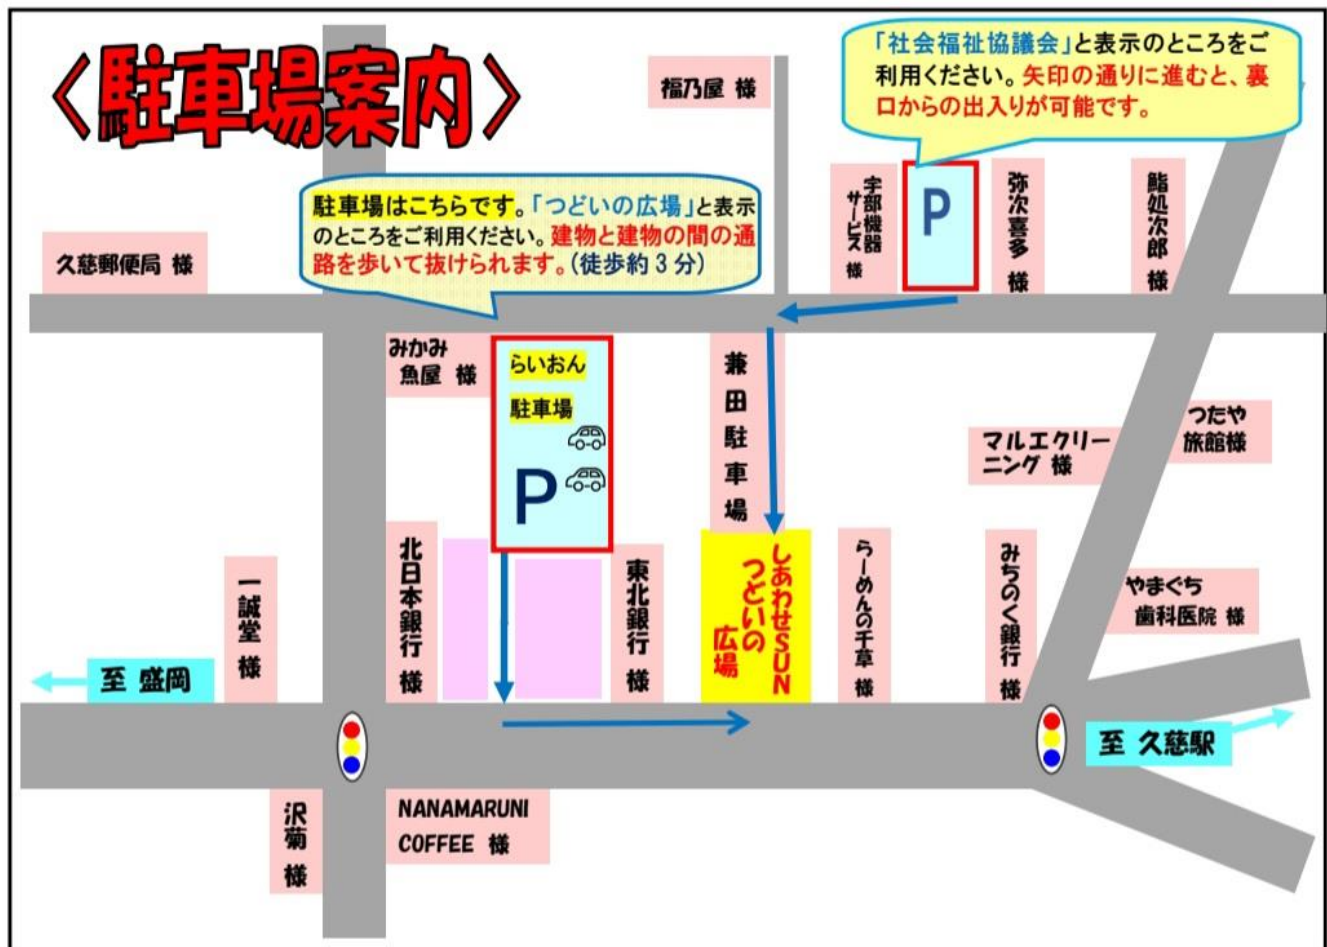 〈駐車場案内〉
「社会福祉協議会」と表示のところをご
利用ください。矢印の通りに進むと、裏
口からの出入りが可能です。
福乃屋 様
駐車場はこちらです。「つどいの広場」と表示
のところをご利用ください。建物と建物の間の通
路を歩いて抜けられます。(徒歩約3分)
久慈郵便局 様
宇部機器
サービス 様
P
弥次喜多 様
鮨処次郎 様
みかみ
魚屋 様
らいおん
駐車場
P
兼田駐車場
マルエクリー
ニング 様
つたや
旅館様
一誠堂 様
北日本銀行 様
東北銀行 様
しあわせSUN
つどいの
広場
らーめんの千草 様
みちのく銀行 様
やまぐち
歯科医院 様
至 盛岡
至 久慈駅
沢菊 様
NANAMARUNI
COFFEE 様